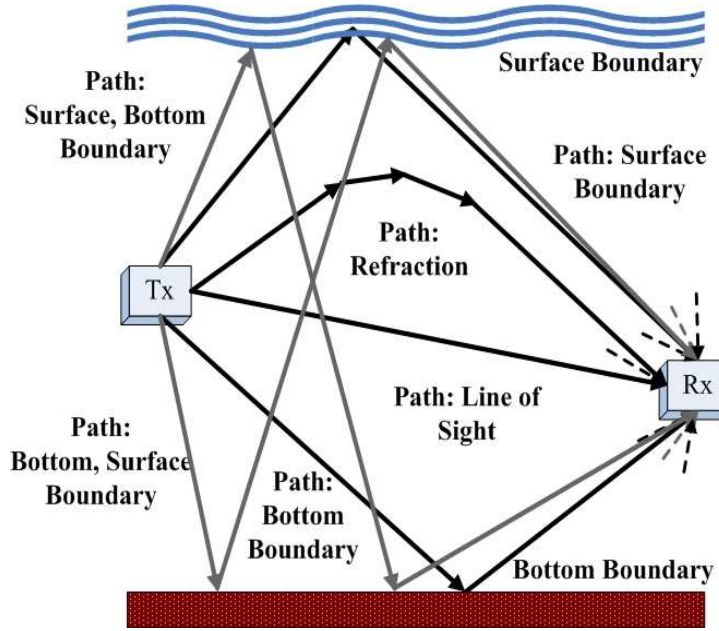 Surface Boundary
Path:
Surface, Bottom
Boundary
Path: Surface
Boundary
Path:
Refraction
Tx
Rx
Path: Line of
Sight
Path:
Bottom, Surface
Boundary
Path:
Bottom
Boundary
Bottom Boundary